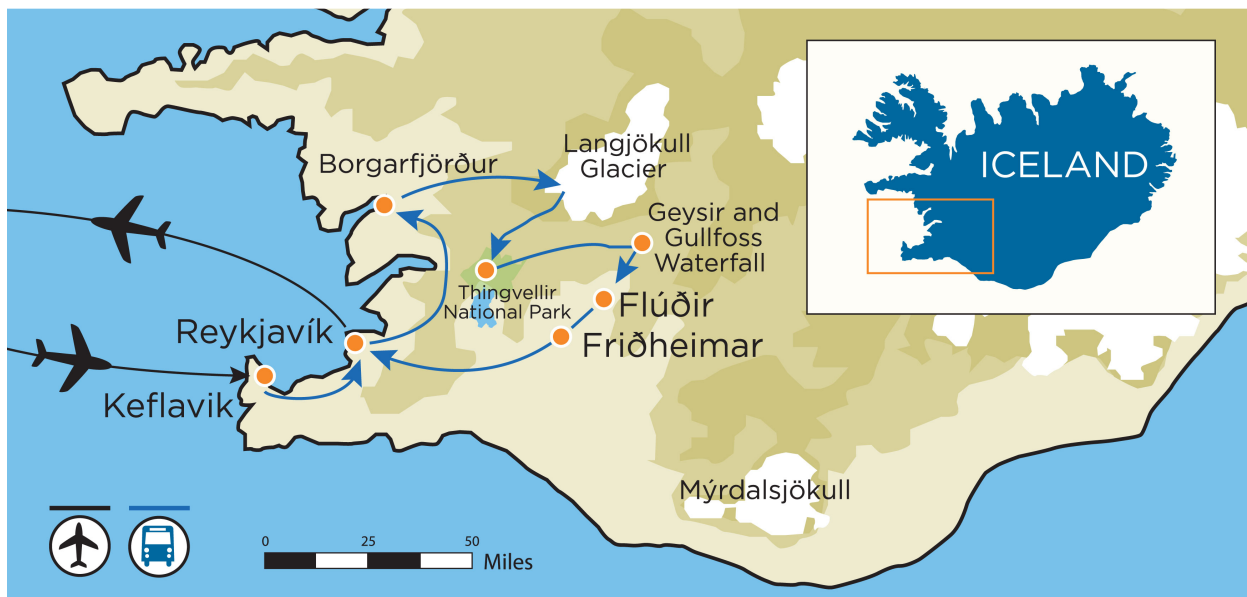 Borgarfjörður
Langjökull
Glacier
Geysir and
Gullfoss
Waterfall
Thingvellir
National Park
Flúðir
Friðheimar
Reykjavík
Keflavik
Mýrdalsjökull
ICELAND
0 25 50
Miles